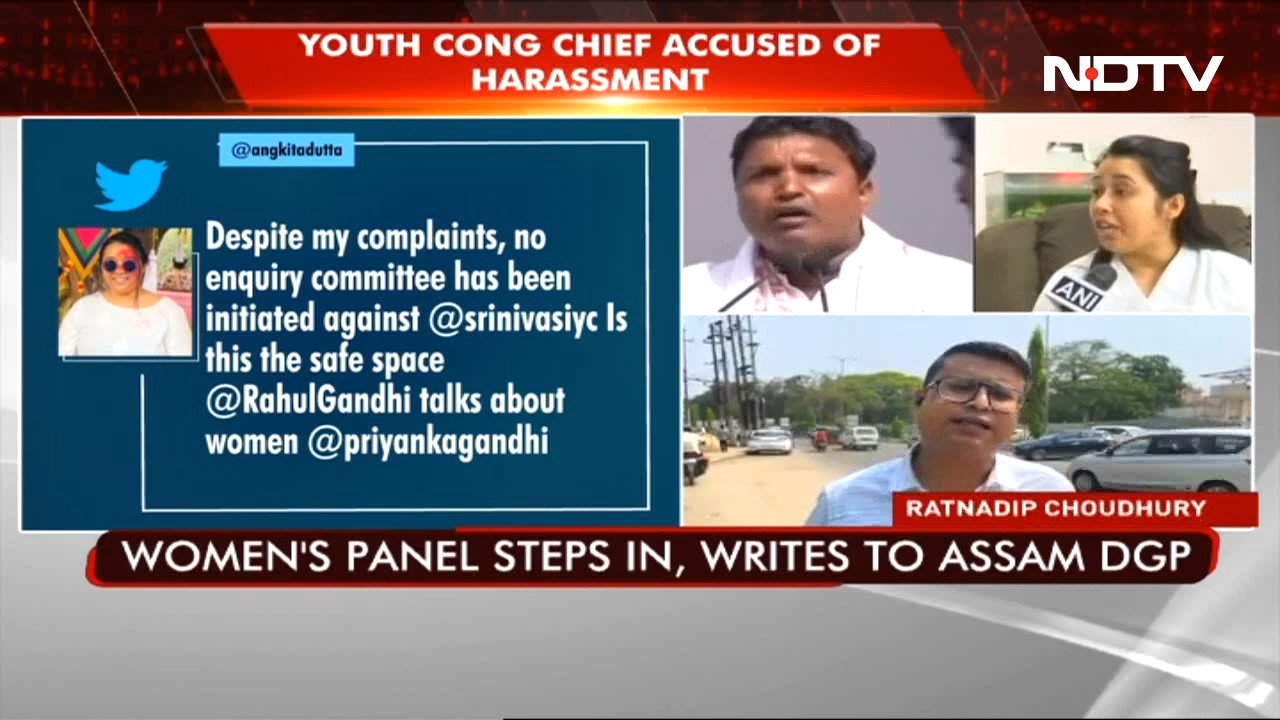 YOUTH CONG CHIEF ACCUSED OF
HARASSMENT
NDTV
@angkitadutta
Despite my complaints, no
enquiry committee has been
initiated against @srinivasiyc Is
this the safe space
@RahulGandhi talks about
women @priyankagandhi
ANI
RATNADIP CHOUDHURY
WOMEN'S PANEL STEPS IN, WRITES TO ASSAM DGP